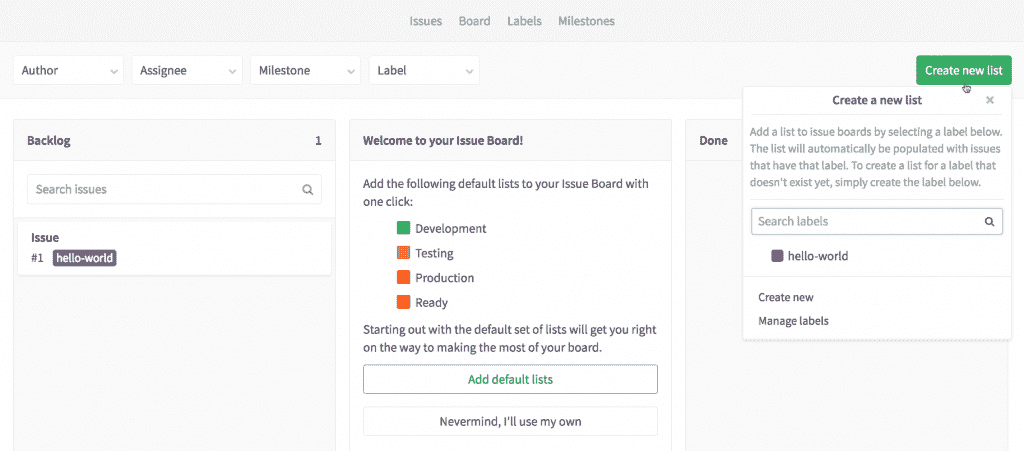 Issues Board Labels Milestones
Author Assignee Milestone Label Create new list
Create a new list ×
Add a list to issue boards by selecting a label below.
The list will automatically be populated with issues
that have that label. To create a list for a label that
doesn't exist yet, simply create the label below.
Search labels
hello-world
Create new
Manage labels
Backlog 1
Search issues
Issue
#1 hello-world
Welcome to your Issue Board!
Add the following default lists to your Issue Board with
one click:
Development
Testing
Production
Ready
Starting out with the default set of lists will get you right
on the way to making the most of your board.
Add default lists
Nevermind, I'll use my own
Done